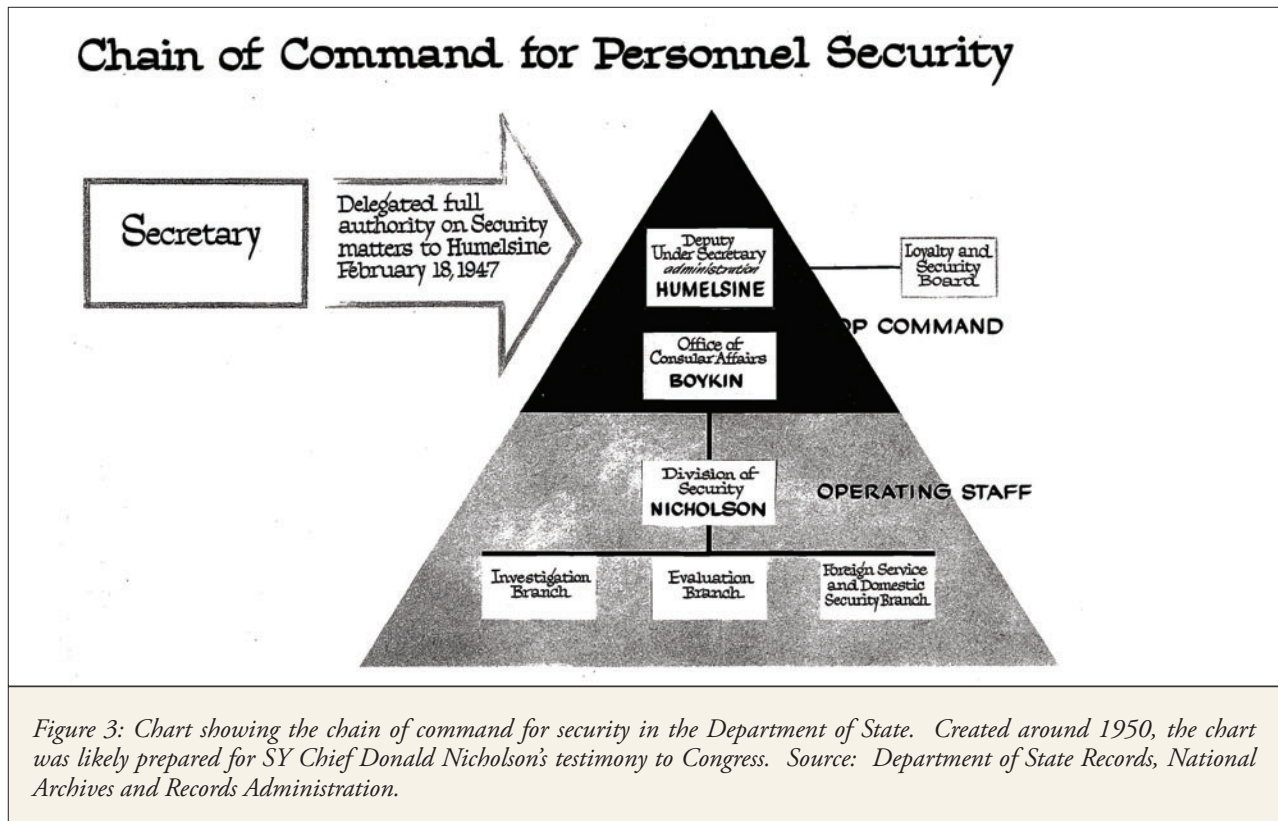 Chain of Command for Personnel Security
Secretary
Delegated full
authority on Security
matters to Humelsine
February 18, 1947
Deputy
Under Secretary
administration
HUMELSINE
Loyalty and
Security
Board
OP COMMAND
Office of
Consular Affairs
BOYKIN
Division of
Security
NICHOLSON
OPERATING STAFF
Investigation
Branch
Evaluation
Branch
Foreign Service
and Domestic
Security Branch
Figure 3: Chart showing the chain of command for security in the Department of State. Created around 1950, the chart
was likely prepared for SY Chief Donald Nicholson's testimony to Congress. Source: Department of State Records, National
Archives and Records Administration.